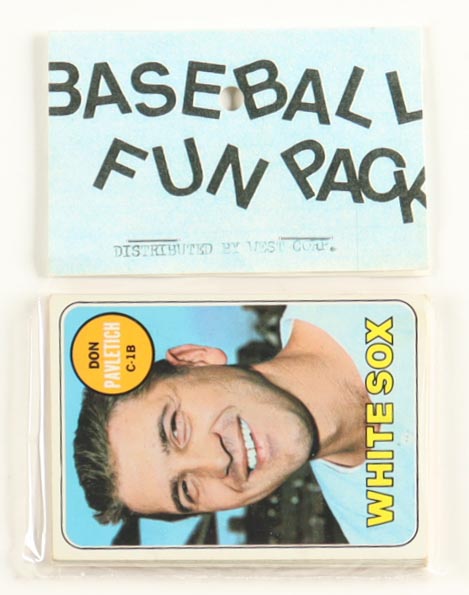 BASEBALL
FUN PACK
DISTRIBUTED BY WEST CORP.
DON
PAVLETICH
C-1B
WHITE SOX